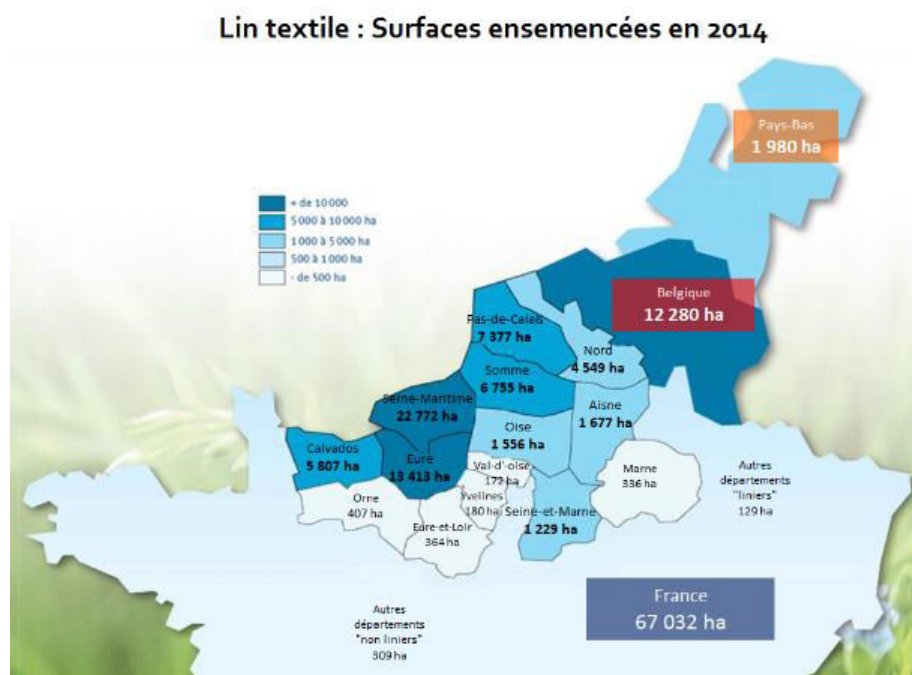 Lin textile : Surfaces ensemencées en 2014
Pays-Bas
1 980 ha
+ de 10 000
5 000 à 10 000 ha
1 000 à 5 000 ha
500 à 1 000 ha
- de 500 ha
Belgique
12 280 ha
Pas-de-Calais
7 377 ha
Nord
4 549 ha
Somme
6 755 ha
Seine-Maritime
22 772 ha
Aisne
1 677 ha
Oise
1 556 ha
Calvados
5 807 ha
Eure
13 413 ha
Val-d'oise
172 ha
Marne
336 ha
Autres
départements
"liniers"
129 ha
Orne
407 ha
Yvelines
180 ha
Seine-et-Marne
1 229 ha
Eure-et-Loir
364 ha
France
67 032 ha
Autres
départements
"non liniers"
309 ha